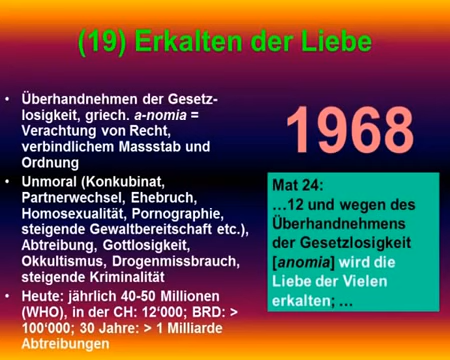 (19) Erkalten der Liebe
• Überhandnehmen der Gesetz-
losigkeit, griech. a-nomia =
Verachtung von Recht,
verbindlichem Massstab und
Ordnung
• Unmoral (Konkubinat,
Partnerwechsel, Ehebruch,
Homosexualität, Pornographie,
steigende Gewaltbereitschaft etc.),
Abtreibung, Gottlosigkeit,
Okkultismus, Drogenmissbrauch,
steigende Kriminalität
• Heute: jährlich 40-50 Millionen
(WHO), in der CH: 12‘000; BRD: >
100‘000; 30 Jahre: > 1 Milliarde
Abtreibungen
1968
Mat 24:
…12 und wegen des
Überhandnehmens
der Gesetzlosigkeit
[anomia] wird die
Liebe der Vielen
erkalten; …